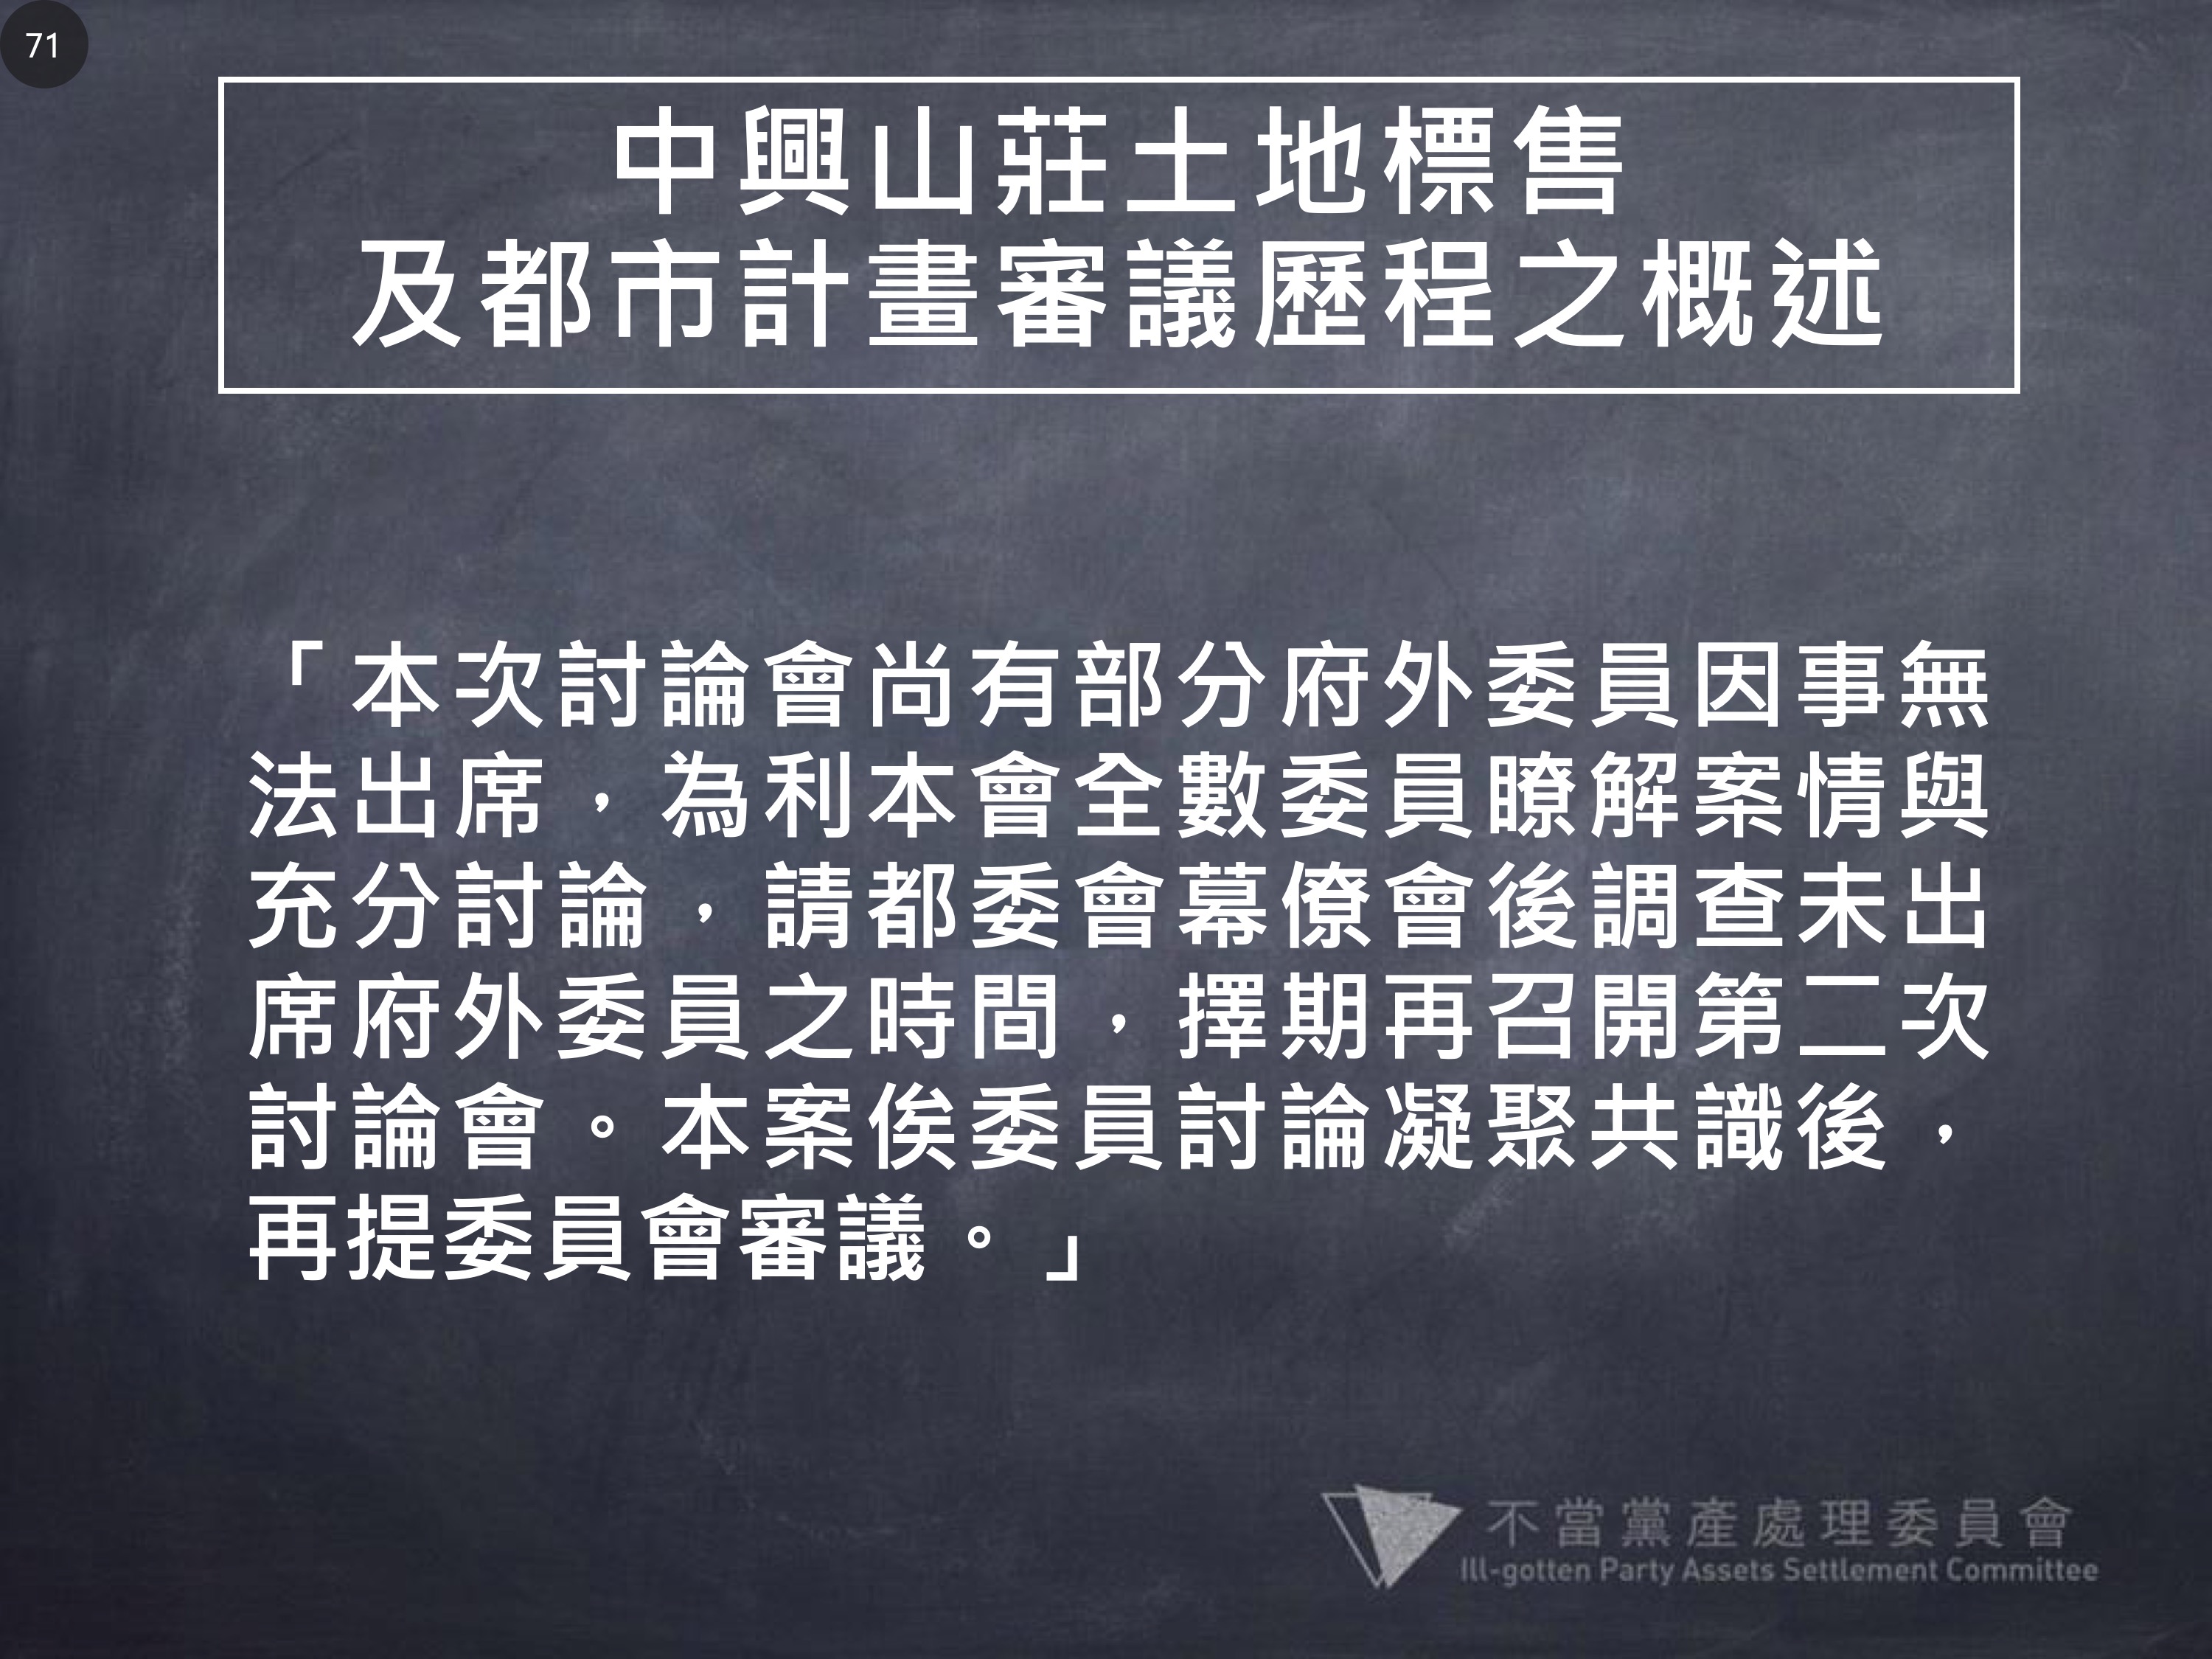 71
中興山莊土地標售
及都市計畫審議歷程之概述
「本次討論會尚有部分府外委員因事無
法出席，為利本會全數委員瞭解案情與
充分討論，請都委會幕僚會後調查未出
席府外委員之時間，擇期再召開第二次
討論會。本案俟委員討論凝聚共識後，
再提委員會審議。」
不當黨產處理委員會
Ill-gotten Party Assets Settlement Committee